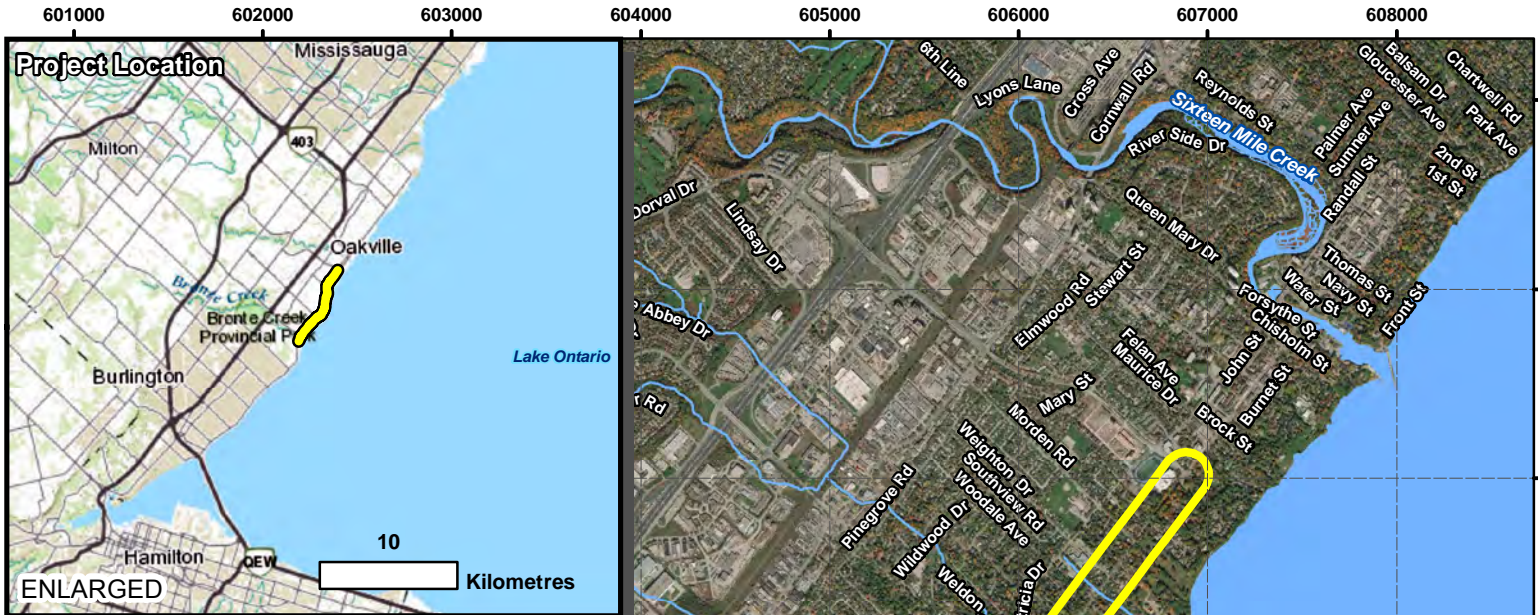 601000 602000 603000 604000 605000 606000 607000 608000
Project Location
Mississauga
403
Milton
Oakville
Bronte Creek
Bronte Creek
Provincial Park
Lake Ontario
Burlington
Hamilton
QEW
10
Kilometres
ENLARGED
6th Line
Lyons Lane
Cross Ave
Cornwall Rd
Reynolds St
Sixteen Mile Creek
River Side Dr
Palmer Ave
Sumner Ave
Randall St
Balsam Dr
Gloucester Ave
Chartwell Rd
Park Ave
2nd St
1st St
Dorval Dr
Lindsay Dr
Queen Mary Dr
Stewart St
Elmwood Rd
Thomas St
Navy St
Water St
Front St
Forsythe St
Chisholm St
John St
Burnet St
Brock St
Felan Ave
Maurice Dr
Mary St
Morden Rd
Weighton Dr
Southview Rd
Woodale Ave
Pinegrove Rd
Wildwood Dr
Weldon
ricia Dr
e Abbey Dr
r Rd